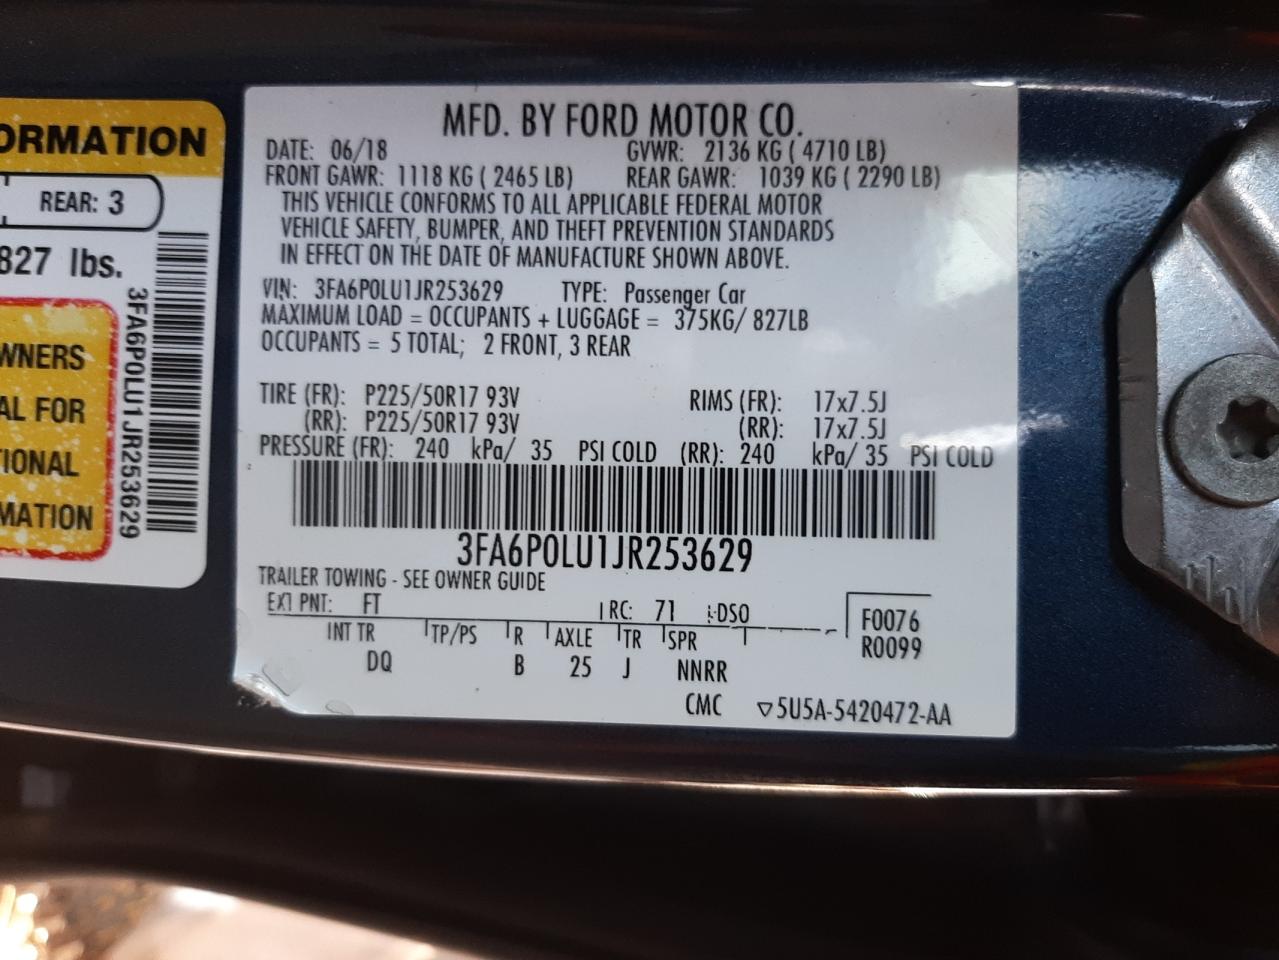 ORMATION
REAR: 3
827 lbs.
3FA6P0LU1JR253629
WNERS
AL FOR
TIONAL
MATION
MFD. BY FORD MOTOR CO.
DATE: 06/18 GVWR: 2136 KG ( 4710 LB)
FRONT GAWR: 1118 KG ( 2465 LB) REAR GAWR: 1039 KG ( 2290 LB)
THIS VEHICLE CONFORMS TO ALL APPLICABLE FEDERAL MOTOR
VEHICLE SAFETY, BUMPER, AND THEFT PREVENTION STANDARDS
IN EFFECT ON THE DATE OF MANUFACTURE SHOWN ABOVE.
VIN: 3FA6P0LU1JR253629 TYPE: Passenger Car
MAXIMUM LOAD = OCCUPANTS + LUGGAGE = 375KG/ 827LB
OCCUPANTS = 5 TOTAL; 2 FRONT, 3 REAR
TIRE (FR): P225/50R17 93V RIMS (FR): 17x7.5J
(RR): P225/50R17 93V (RR): 17x7.5J
PRESSURE (FR): 240 kPa/ 35 PSI COLD (RR): 240 kPa/ 35 PSI COLD
3FA6P0LU1JR253629
TRAILER TOWING - SEE OWNER GUIDE
EXT PNT: FT RC: 71 DSO F0076
INT TR TP/PS R AXLE TR SPR R0099
DQ B 25 J NNRR
CMC ▽5U5A-5420472-AA